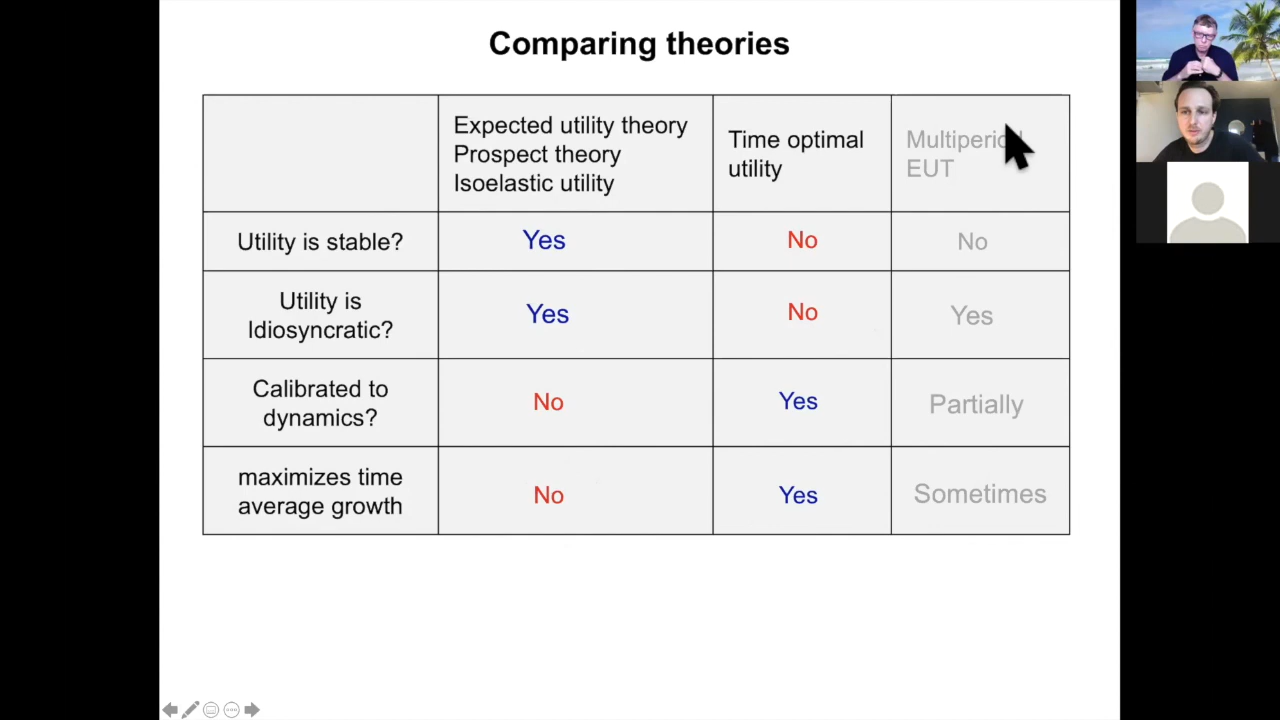 Comparing theories
Expected utility theory
Prospect theory
Isoelastic utility
Time optimal
utility
EUT
Utility is stable?
Yes
No
No
Utility is
Idiosyncratic?
Yes
No
Yes
Calibrated to
dynamics?
No
Yes
Partially
maximizes time
average growth
No
Yes
Sometimes